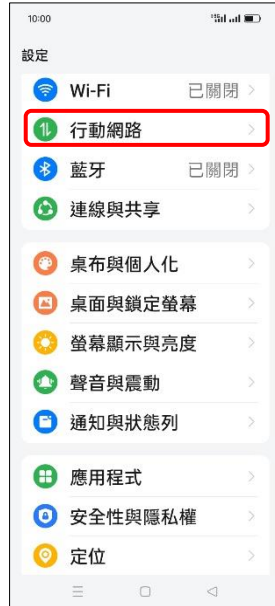 10:00
設定
Wi-Fi 已關閉
行動網路
藍牙 已關閉
連線與共享
桌布與個人化
桌面與鎖定螢幕
螢幕顯示與亮度
聲音與震動
通知與狀態列
應用程式
安全性與隱私權
定位